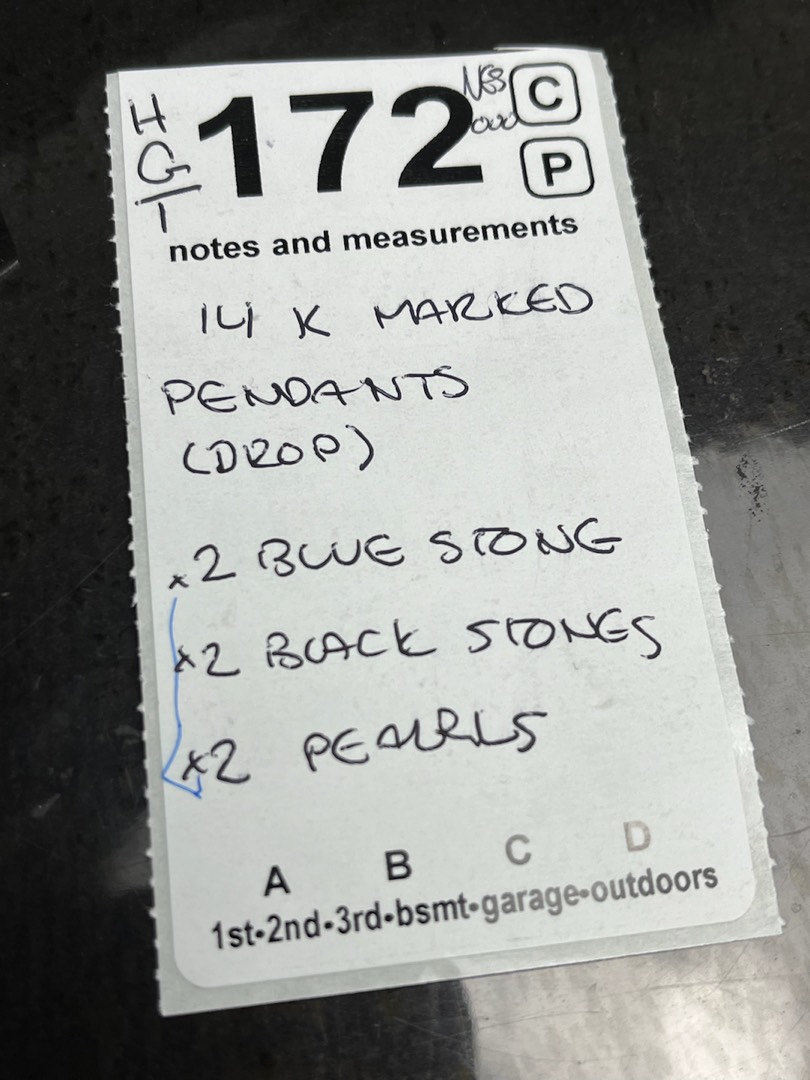 H
G
1
172
C
P
notes and measurements
14 K MARKED
PENDANTS
(DROP)
x2 BLUE STONE
x2 BLACK STONES
x2 PEALRLS
A B C D
1st•2nd•3rd•bsmt•garage•outdoors